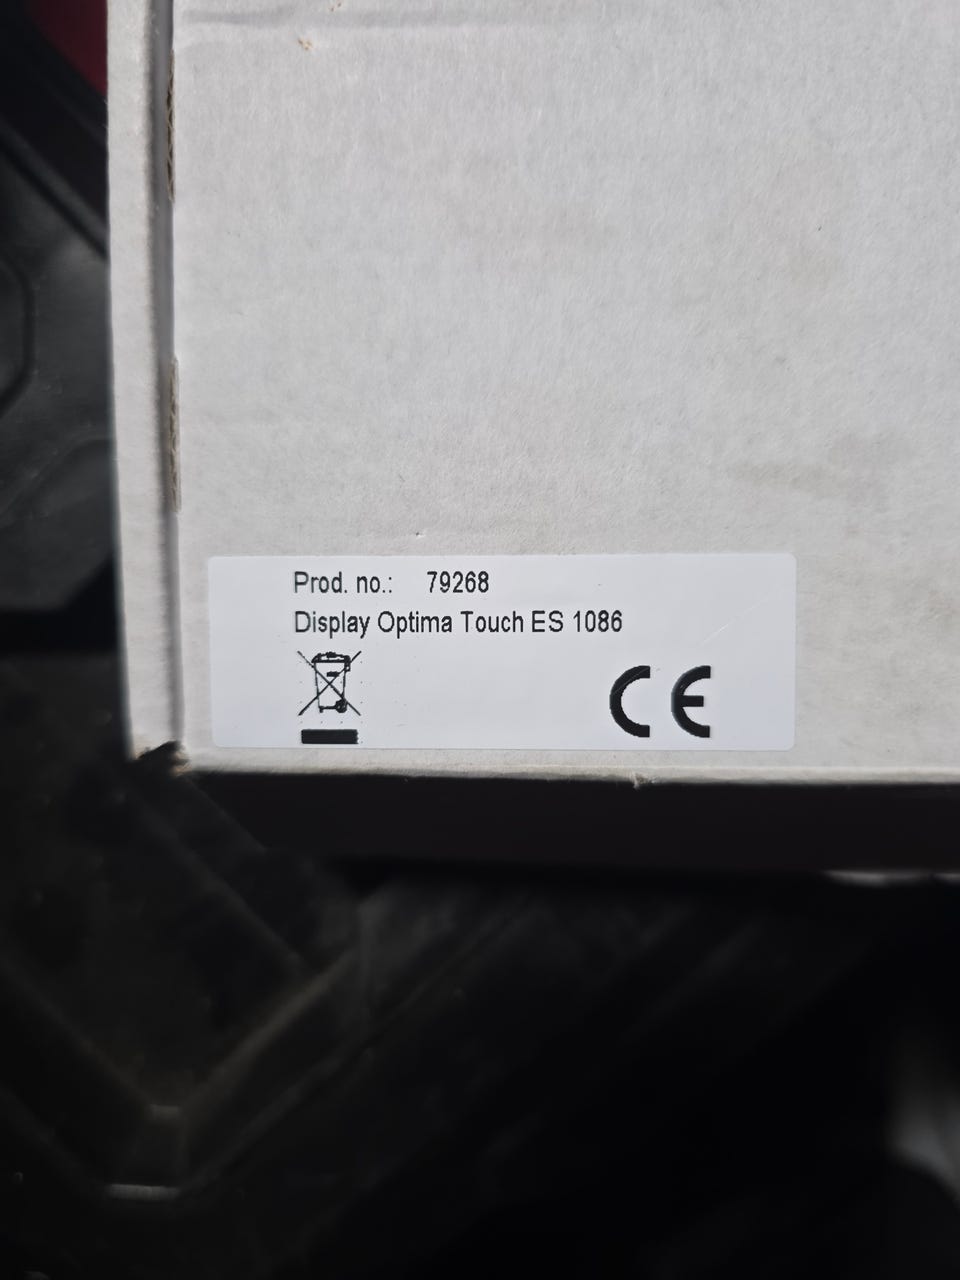 Prod. no.: 79268
Display Optima Touch ES 1086
CE